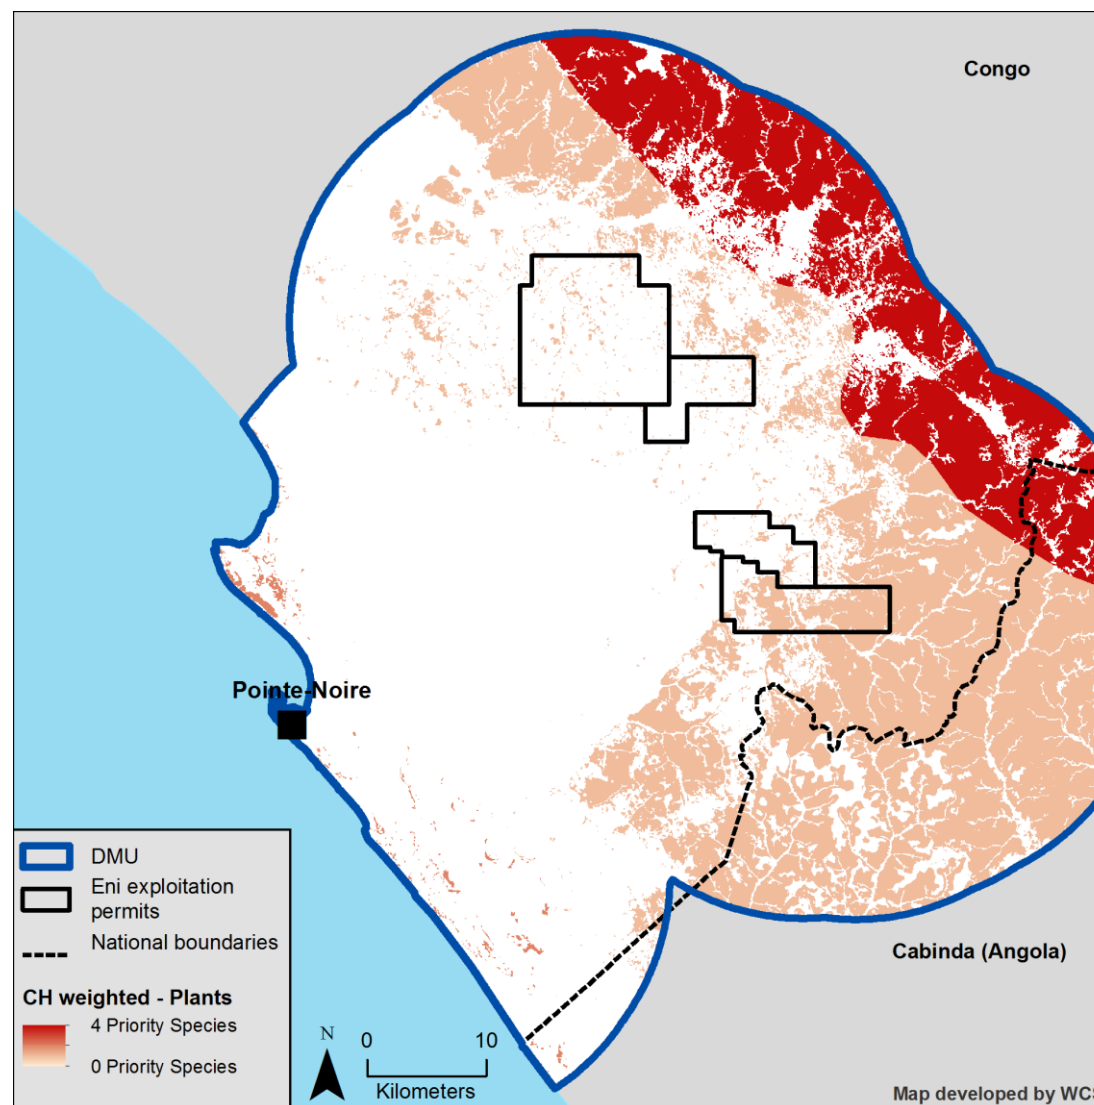 Congo
Pointe-Noire
DMU
Eni exploitation
permits
National boundaries
CH weighted - Plants
4 Priority Species
0 Priority Species
N
0 10
Kilometers
Cabinda (Angola)
Map developed by WCS